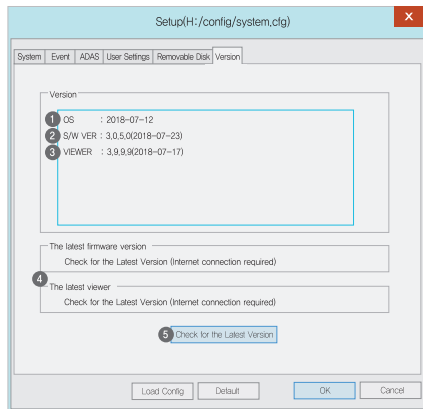 Setup(H:/config/system,cfg)
X
System Event ADAS User Settings Removable Disk Version
Version
1 OS : 2018-07-12
2 S/W VER : 3,0,5,0(2018-07-23)
3 VIEWER : 3,9,9,9(2018-07-17)
The latest firmware version
Check for the Latest Version (Internet connection required)
4
The latest viewer
Check for the Latest Version (Internet connection required)
5 Check for the Latest Version
Load Config Default OK Cancel